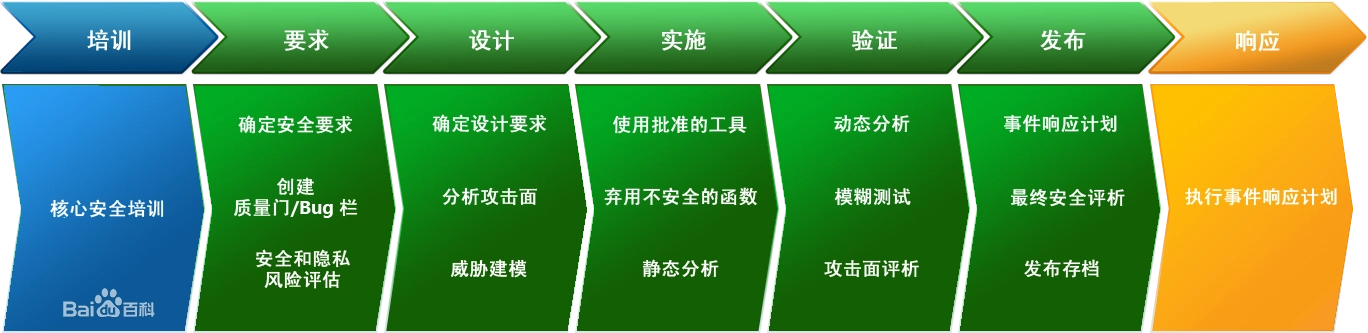 培训
要求
设计
实施
验证
发布
响应
核心安全培训
确定安全要求
创建
质量门/Bug 栏
安全和隐私
风险评估
确定设计要求
分析攻击面
威胁建模
使用批准的工具
弃用不安全的函数
静态分析
动态分析
模糊测试
攻击面评析
事件响应计划
最终安全评析
发布存档
执行事件响应计划
Bai du 百科